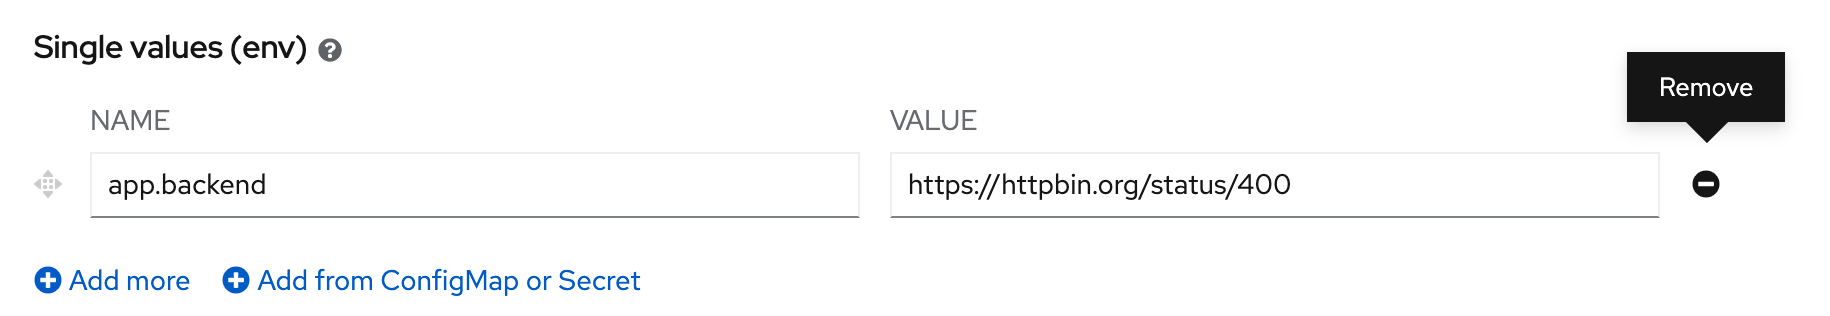 Single values (env)
Remove
NAME VALUE
app.backend https://httpbin.org/status/400
Add more Add from ConfigMap or Secret